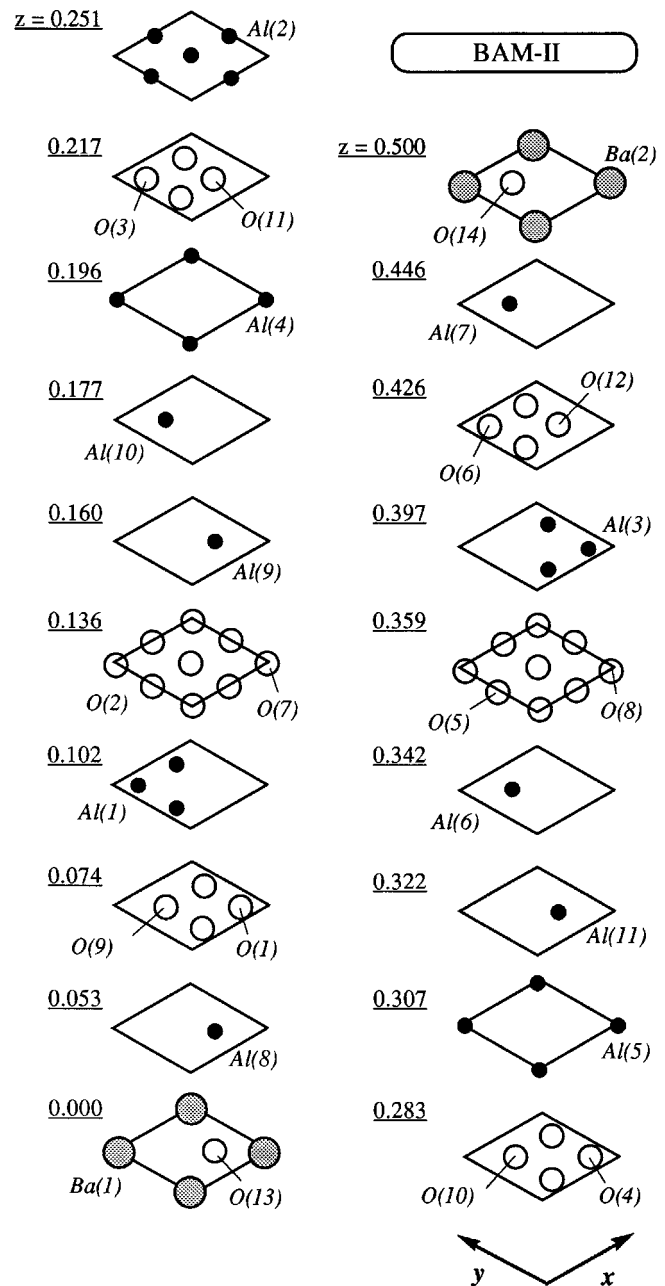 z = 0.251
Al(2)
0.217
O(3)
O(11)
0.196
Al(4)
0.177
Al(10)
0.160
Al(9)
0.136
O(2)
O(7)
0.102
Al(1)
0.074
O(9)
O(1)
0.053
Al(8)
0.000
Ba(1)
O(13)
BAM-II
z = 0.500
Ba(2)
O(14)
0.446
Al(7)
0.426
O(12)
O(6)
0.397
Al(3)
0.359
O(5)
O(8)
0.342
Al(6)
0.322
Al(11)
0.307
Al(5)
0.283
O(10)
O(4)
y
x